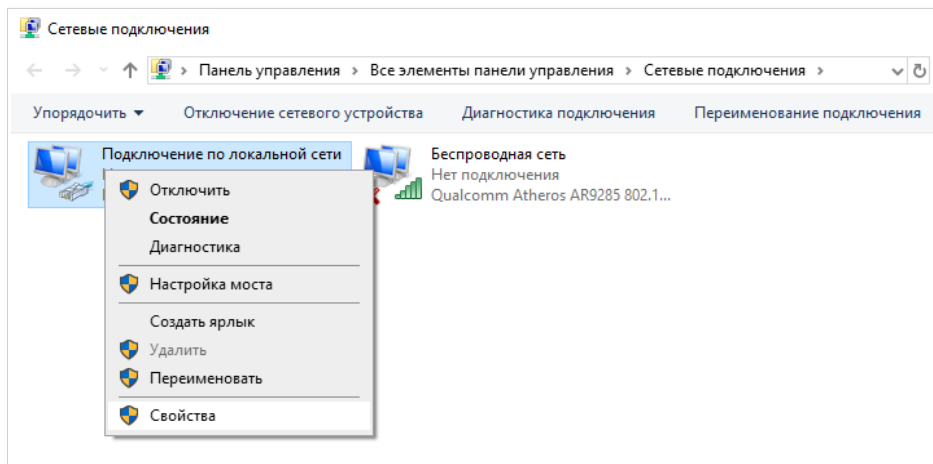 Сетевые подключения
Панель управления > Все элементы панели управления > Сетевые подключения >
Упорядочить Отключение сетевого устройства Диагностика подключения Переименование подключения
Подключение по локальной сети
Беспроводная сеть
Нет подключения
Qualcomm Atheros AR9285 802.1...
Отключить
Состояние
Диагностика
Настройка моста
Создать ярлык
Удалить
Переименовать
Свойства